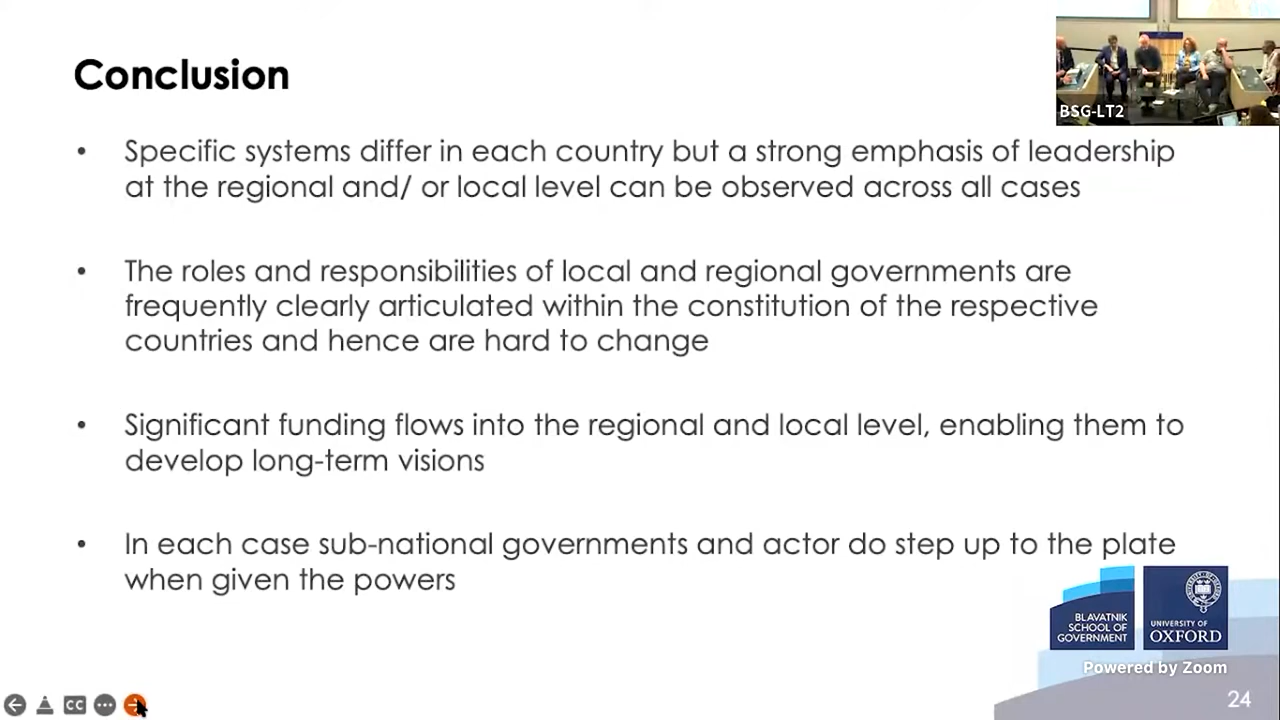 Conclusion
BSG-LT2
• Specific systems differ in each country but a strong emphasis of leadership
at the regional and/ or local level can be observed across all cases
• The roles and responsibilities of local and regional governments are
frequently clearly articulated within the constitution of the respective
countries and hence are hard to change
• Significant funding flows into the regional and local level, enabling them to
develop long-term visions
• In each case sub-national governments and actor do step up to the plate
when given the powers
BLAVATNIK
SCHOOL OF
GOVERNMENT
UNIVERSITY OF
OXFORD
Powered by Zoom
CC
24